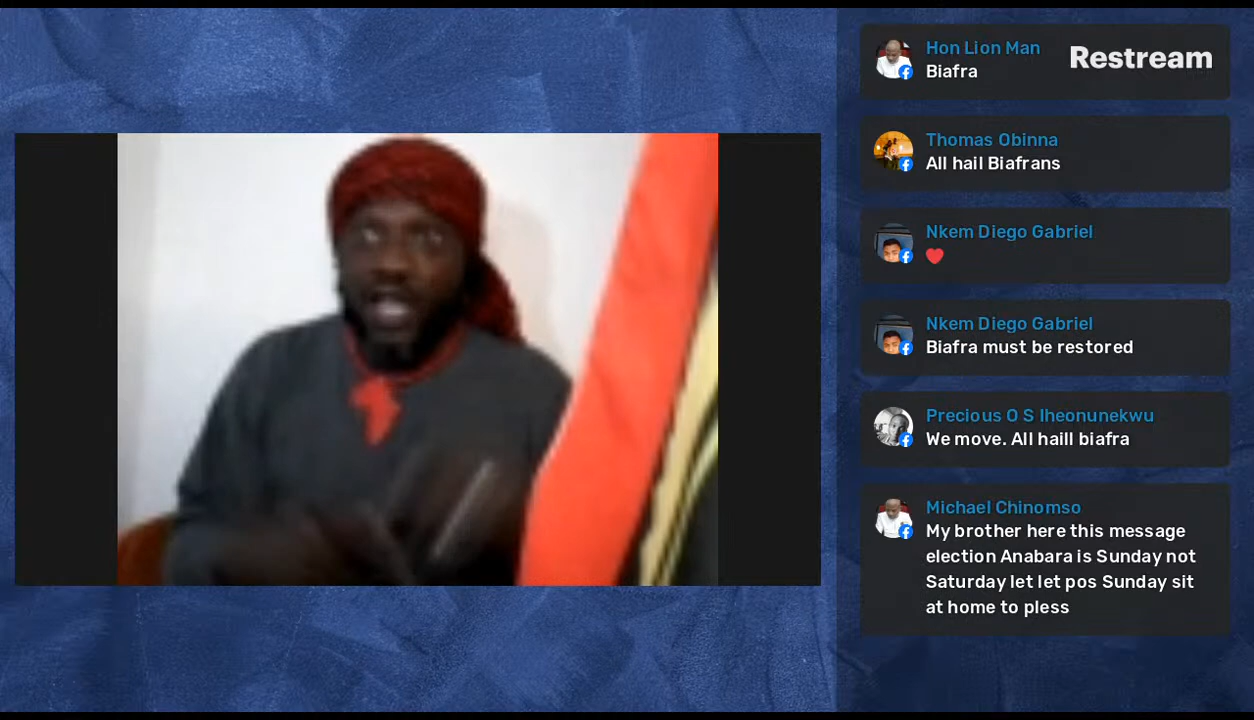 Restream
Hon Lion Man
Biafra
Thomas Obinna
All hail Biafrans
Nkem Diego Gabriel
Nkem Diego Gabriel
Biafra must be restored
Precious O S Iheonunekwu
We move. All haill biafra
Michael Chinomso
My brother here this message
election Anabara is Sunday not
Saturday let let pos Sunday sit
at home to pless